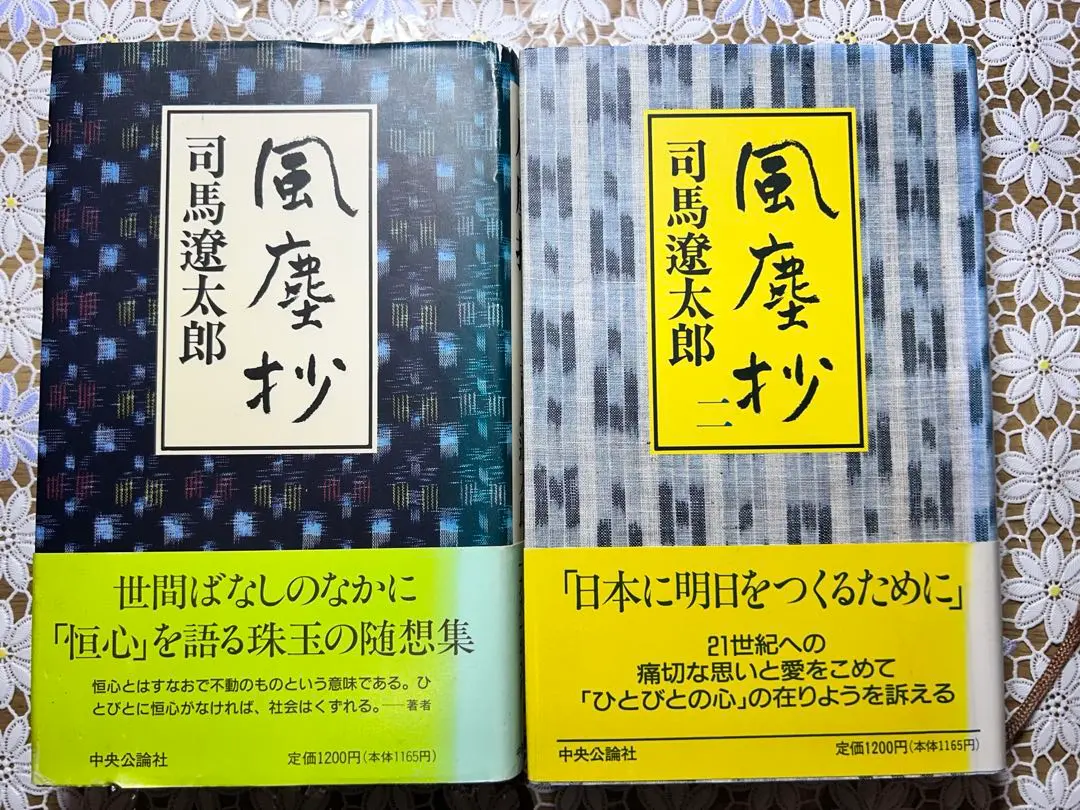 風塵抄
司馬遼太郎
世間ばなしのなかに
「恒心」を語る珠玉の随想集
恒心とはすなおで不動のものという意味である。ひ
とびとに恒心がなければ、社会はくずれる。──著者
中央公論社
定価1200円(本体1165円)
風塵抄
二
司馬遼太郎
「日本に明日をつくるために」
21世紀への
痛切な思いと愛をこめて
「ひとびとの心」の在りようを訴える
中央公論社
定価1200円(本体1165円)